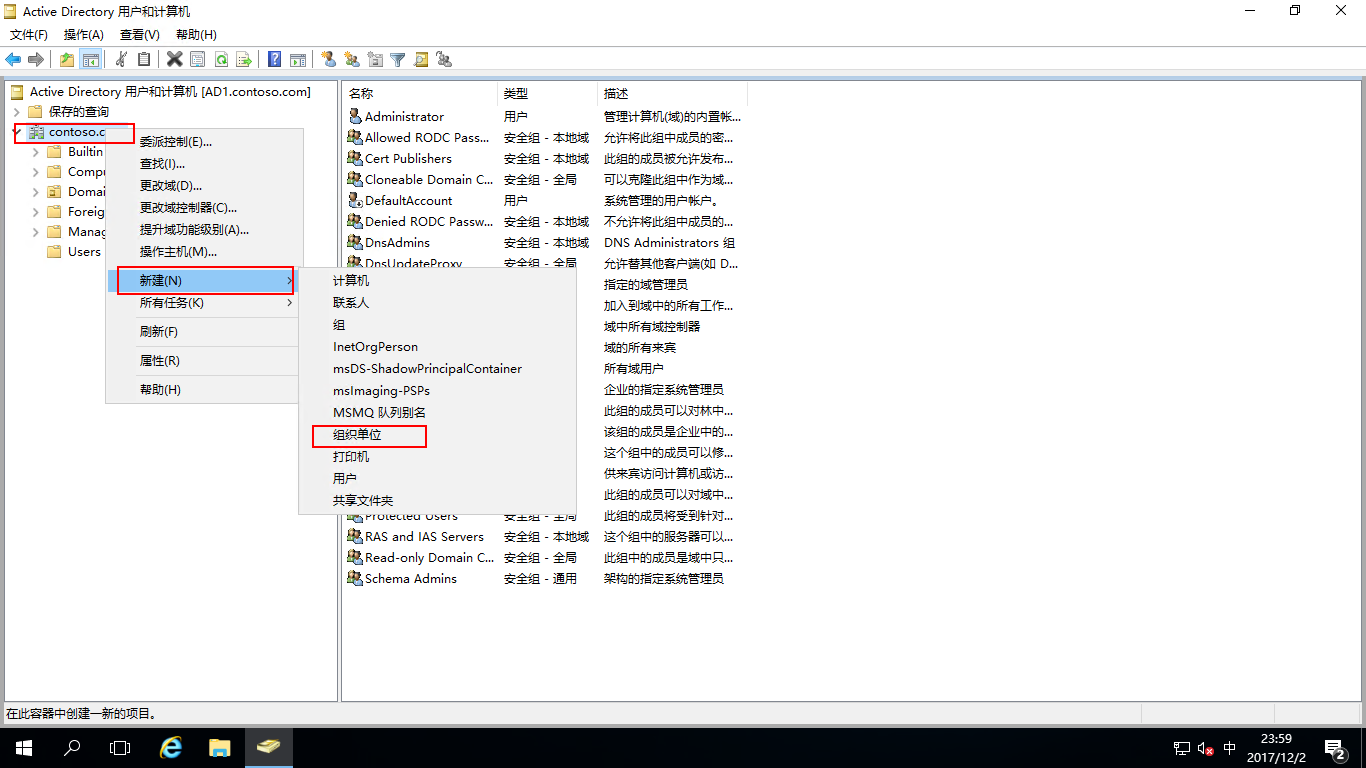 Active Directory 用户和计算机
文件(F) 操作(A) 查看(V) 帮助(H)
Active Directory 用户和计算机 [AD1.contoso.com]
保存的查询
contoso.c
Builtin
Compu
Domai
Foreig
Manag
Users
委派控制(E)...
查找(I)...
更改域(D)...
更改域控制器(C)...
提升域功能级别(A)...
操作主机(M)...
新建(N)
所有任务(K)
刷新(F)
属性(R)
帮助(H)
计算机
联系人
组
InetOrgPerson
msDS-ShadowPrincipalContainer
msImaging-PSPs
MSMQ 队列别名
组织单位
打印机
用户
共享文件夹
名称 类型 描述
Administrator 用户 管理计算机(域)的内置帐...
Allowed RODC Pass... 安全组 - 本地域 允许将此组中成员的密...
Cert Publishers 安全组 - 本地域 此组的成员被允许发布...
Cloneable Domain C... 安全组 - 全局 可以克隆此组中作为域...
DefaultAccount 用户 系统管理的用户帐户。
Denied RODC Passw... 安全组 - 本地域 不允许将此组中成员的...
DnsAdmins 安全组 - 本地域 DNS Administrators 组
DnsUpdateProxy 安全组 - 全局 允许替其他客户端(如 D...
指定的域管理员
加入到域中的所有工作...
域中所有域控制器
域的所有来宾
所有域用户
企业的指定系统管理员
此组的成员可以对林中...
该组的成员是企业中的...
这个组中的成员可以修...
供来宾访问计算机或访...
此组的成员可以对域中...
Protected Users 安全组 - 全局 此组的成员将受到针对...
RAS and IAS Servers 安全组 - 本地域 这个组中的服务器可以...
Read-only Domain C... 安全组 - 全局 此组中的成员是域中只...
Schema Admins 安全组 - 通用 架构的指定系统管理员
在此容器中创建一新的项目。
中
23:59
2017/12/2
2